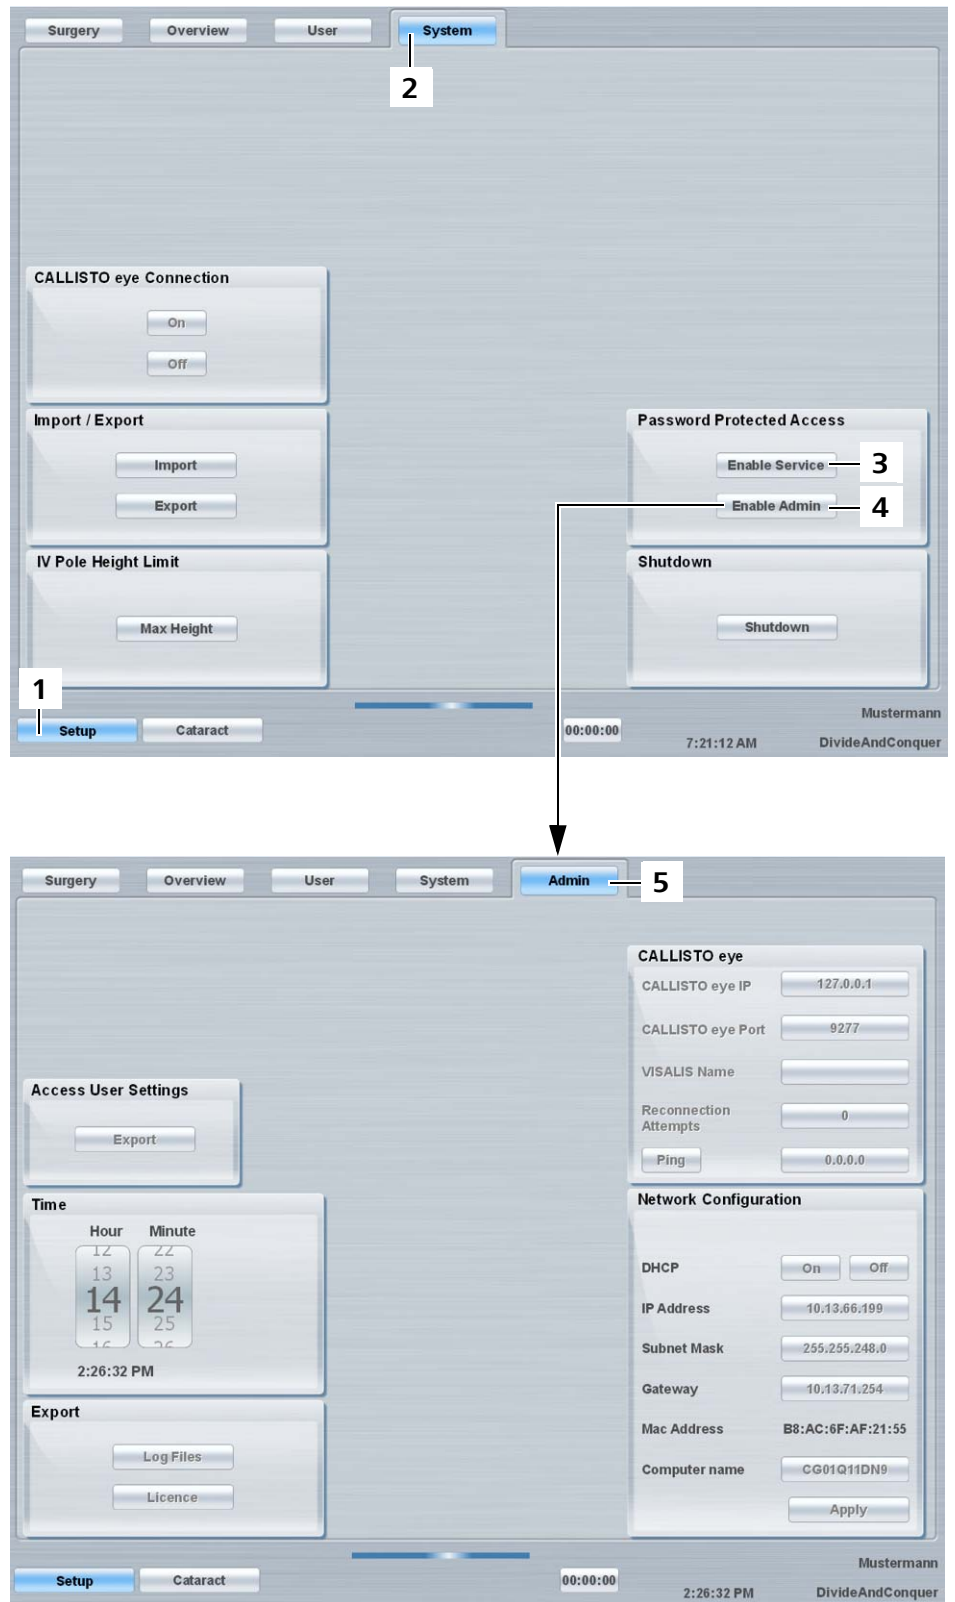 Surgery
Overview
User
System
2
CALLISTO eye Connection
On
Off
Import / Export
Import
Export
IV Pole Height Limit
Max Height
Password Protected Access
Enable Service
3
Enable Admin
4
Shutdown
Shutdown
1
Setup
Cataract
00:00:00
7:21:12 AM
Mustermann
DivideAndConquer
Surgery
Overview
User
System
Admin
5
Access User Settings
Export
Time
Hour Minute
12 22
13 23
14 24
15 25
16 26
2:26:32 PM
Export
Log Files
Licence
CALLISTO eye
CALLISTO eye IP 127.0.0.1
CALLISTO eye Port 9277
VISALIS Name
Reconnection
Attempts 0
Ping 0.0.0.0
Network Configuration
DHCP On Off
IP Address 10.13.66.199
Subnet Mask 255.255.248.0
Gateway 10.13.71.254
Mac Address B8:AC:6F:AF:21:55
Computer name CG01Q11DN9
Apply
Setup
Cataract
00:00:00
2:26:32 PM
Mustermann
DivideAndConquer